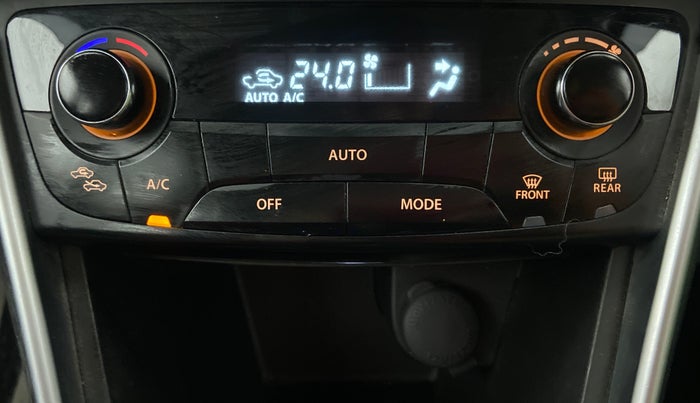 24.0
AUTO A/C
A/C
AUTO
OFF
MODE
FRONT
REAR